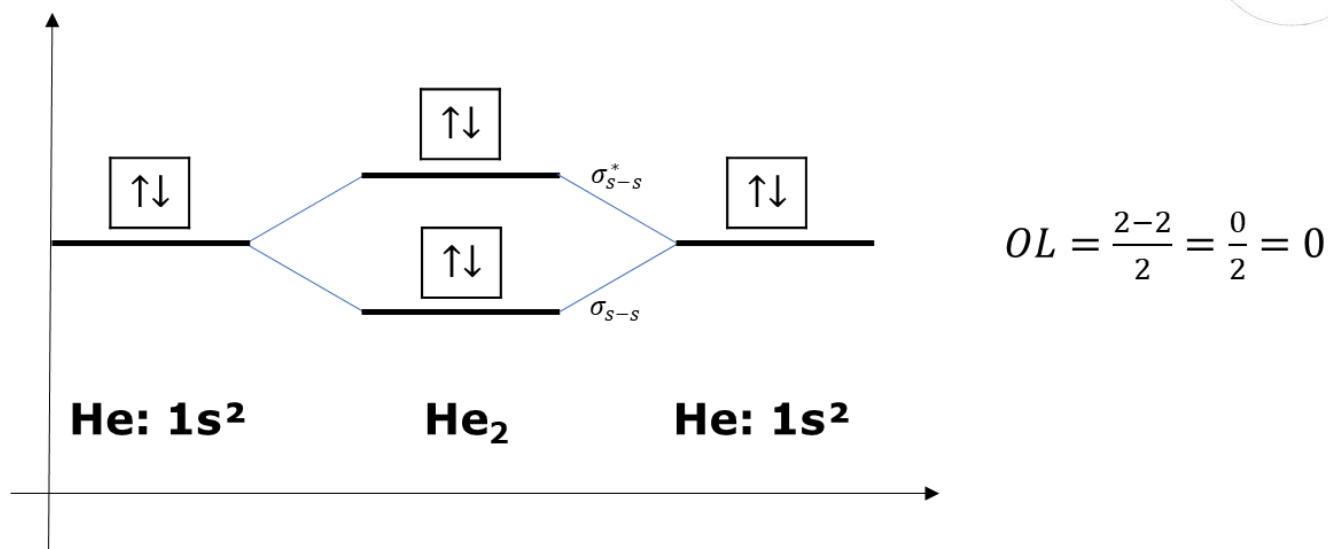 ↑↓
↑↓ ↑↓
σ*ₛ₋ₛ
↑↓
OL = (2−2)/2 = 0/2 = 0
σₛ₋ₛ
He: 1s² He₂ He: 1s²